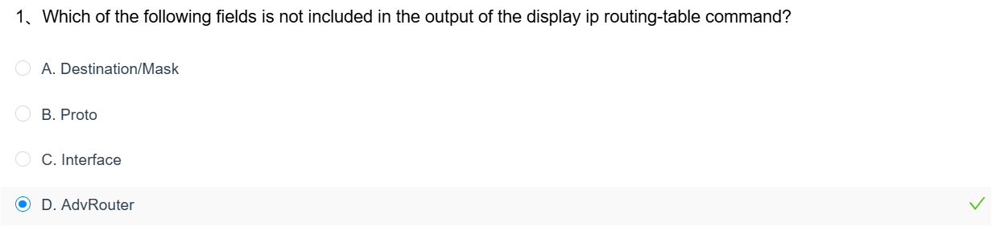 1、Which of the following fields is not included in the output of the display ip routing-table command?
A. Destination/Mask
B. Proto
C. Interface
D. AdvRouter